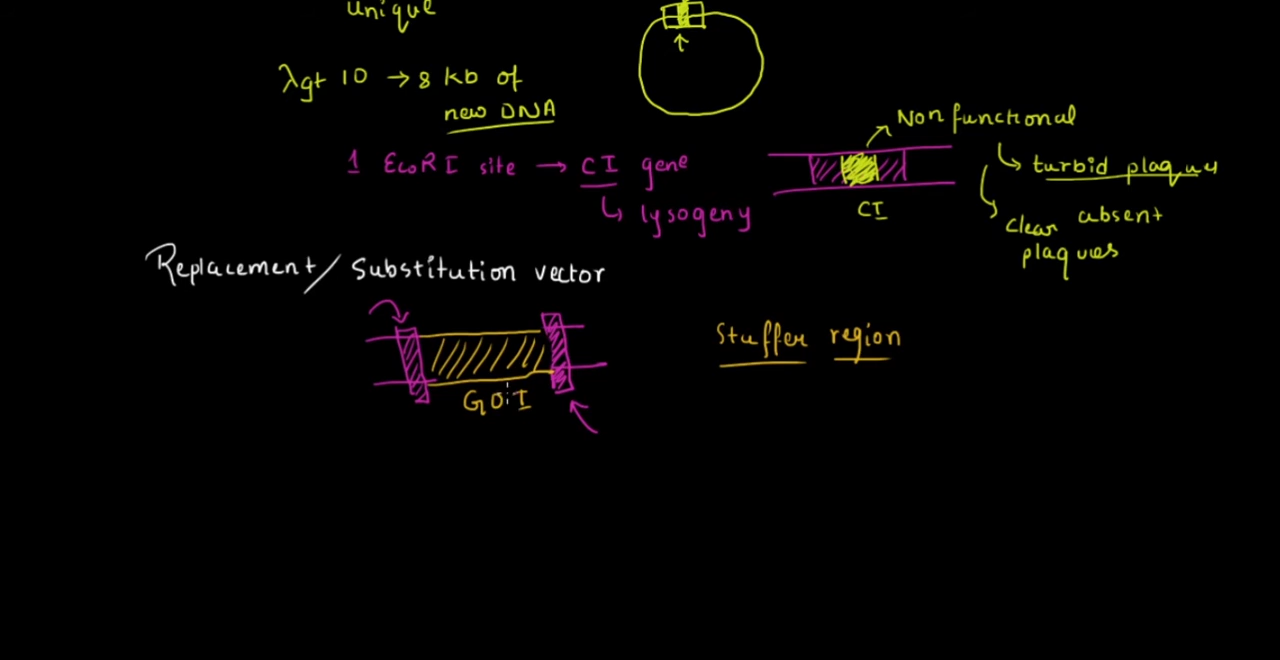 unique
λgt 10 → 8 kb of
new DNA
1 EcoRI site → CI gene
↳ lysogeny
Non functional
↳ turbid plaques
absent
clear
plaques
CI
Replacement/Substitution vector
GOI
Stuffer region